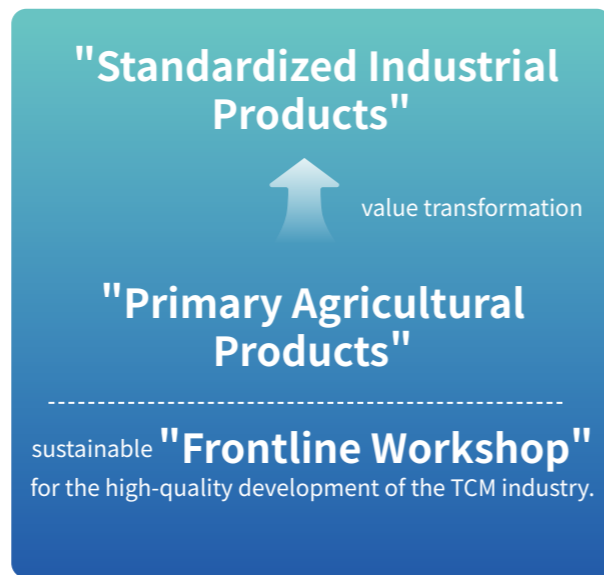 "Standardized Industrial
Products"
value transformation
"Primary Agricultural
Products"
sustainable "Frontline Workshop"
for the high-quality development of the TCM industry.